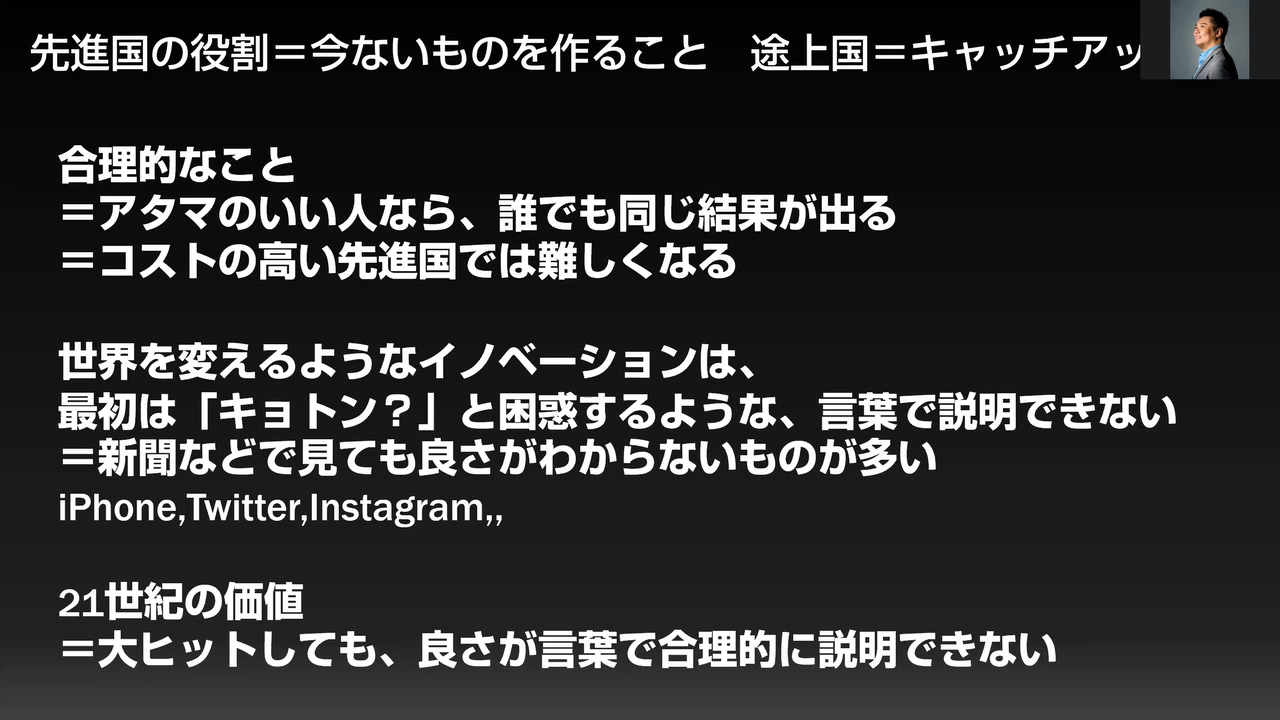 先進国の役割＝今ないものを作ること　途上国＝キャッチアッ
合理的なこと
＝アタマのいい人なら、誰でも同じ結果が出る
＝コストの高い先進国では難しくなる
世界を変えるようなイノベーションは、
最初は「キョトン？」と困惑するような、言葉で説明できない
＝新聞などで見ても良さがわからないものが多い
iPhone,Twitter,Instagram,,
21世紀の価値
＝大ヒットしても、良さが言葉で合理的に説明できない